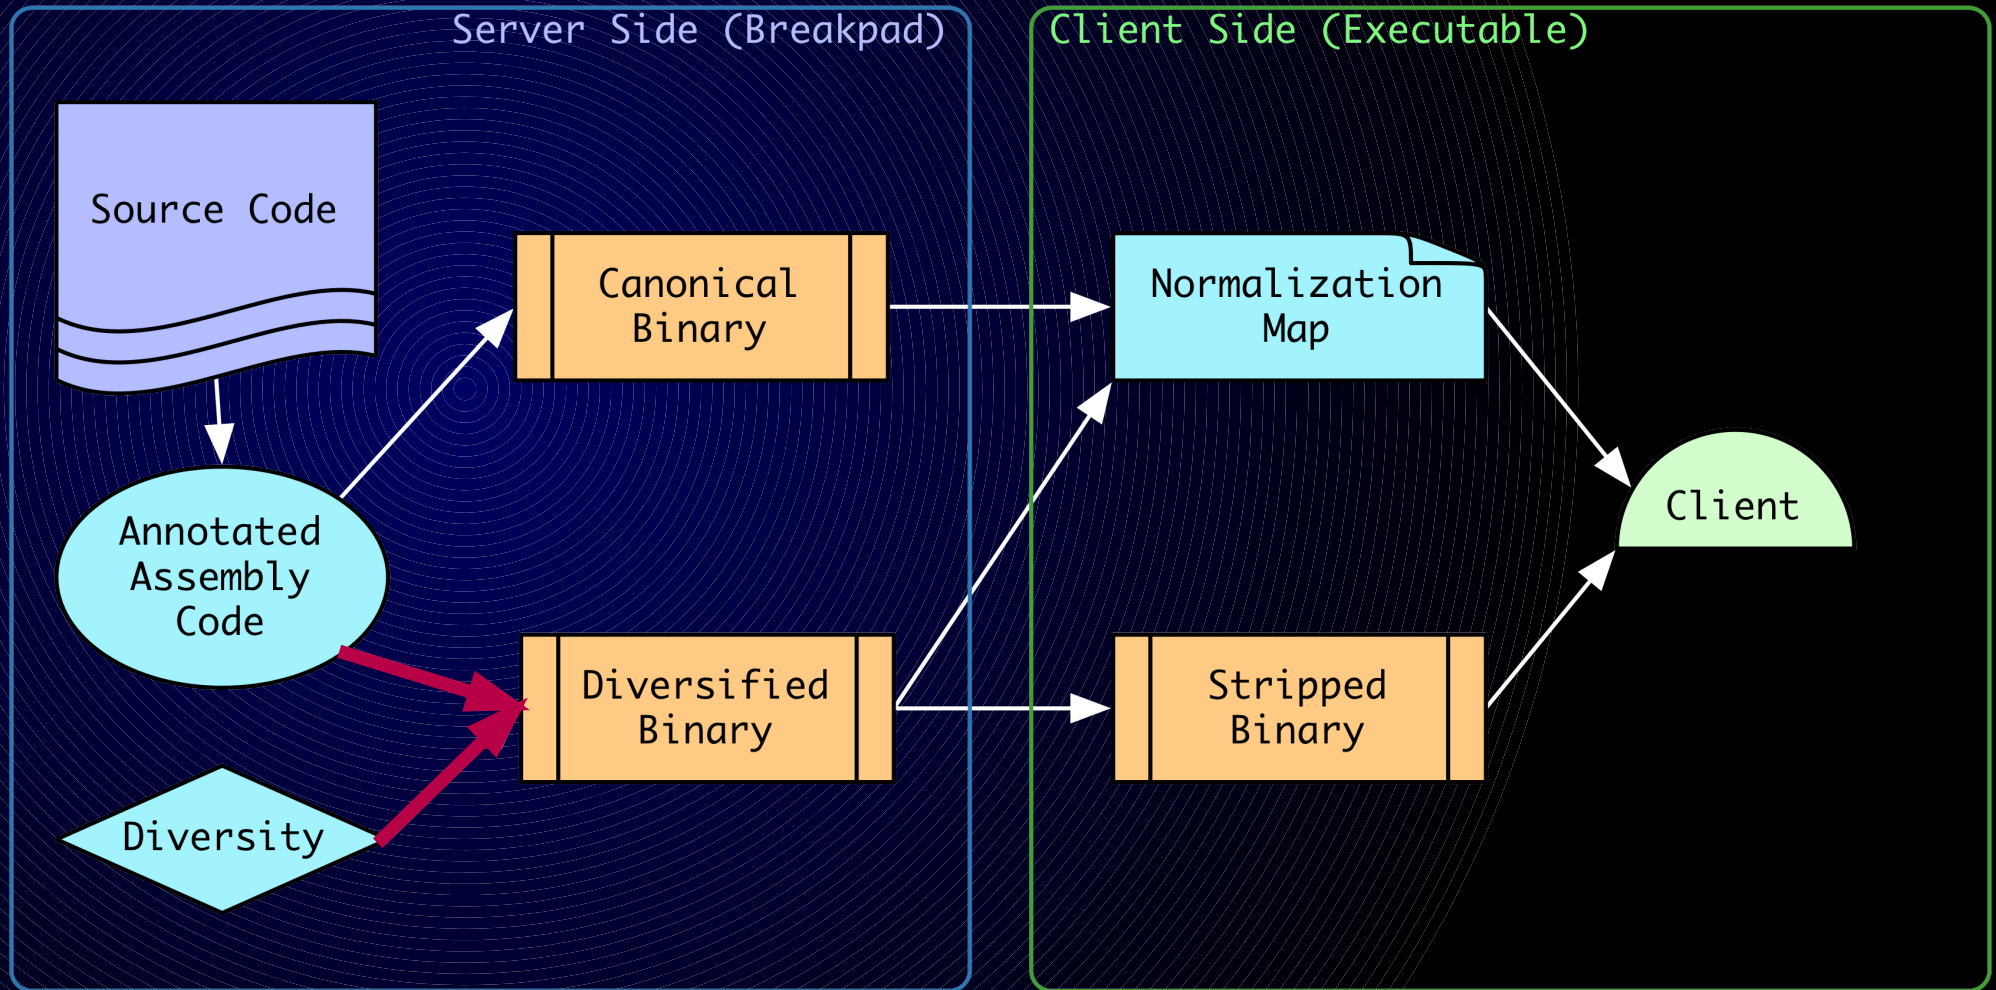 Server Side (Breakpad)
Client Side (Executable)
Source Code
Canonical
Binary
Normalization
Map
Annotated
Assembly
Code
Client
Diversified
Binary
Stripped
Binary
Diversity